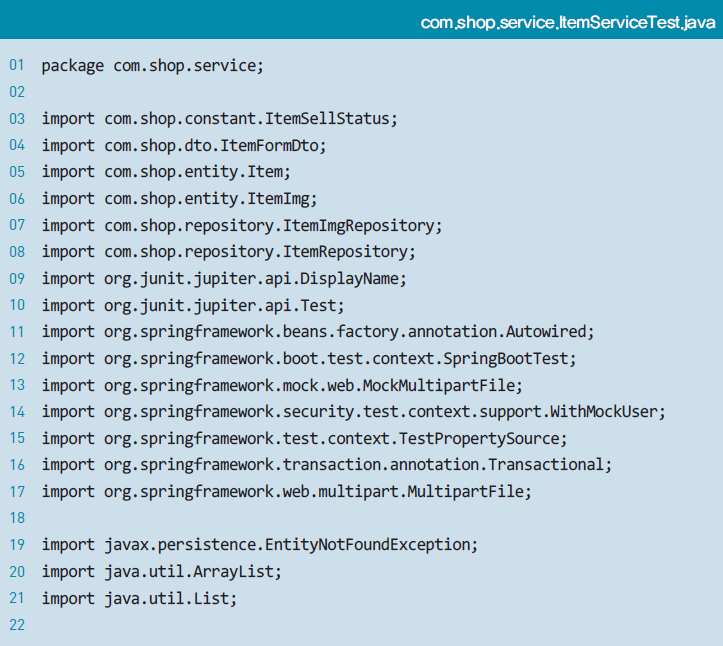 com.shop.service.ItemServiceTest.java
01 package com.shop.service;
02
03 import com.shop.constant.ItemSellStatus;
04 import com.shop.dto.ItemFormDto;
05 import com.shop.entity.Item;
06 import com.shop.entity.ItemImg;
07 import com.shop.repository.ItemImgRepository;
08 import com.shop.repository.ItemRepository;
09 import org.junit.jupiter.api.DisplayName;
10 import org.junit.jupiter.api.Test;
11 import org.springframework.beans.factory.annotation.Autowired;
12 import org.springframework.boot.test.context.SpringBootTest;
13 import org.springframework.mock.web.MockMultipartFile;
14 import org.springframework.security.test.context.support.WithMockUser;
15 import org.springframework.test.context.TestPropertySource;
16 import org.springframework.transaction.annotation.Transactional;
17 import org.springframework.web.multipart.MultipartFile;
18
19 import javax.persistence.EntityNotFoundException;
20 import java.util.ArrayList;
21 import java.util.List;
22